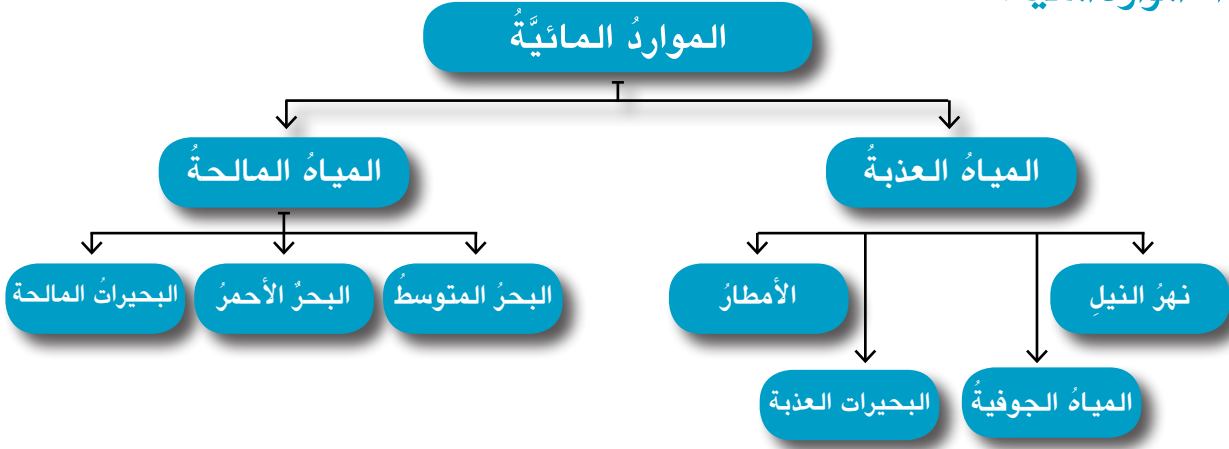 الموارد
المواردُ المائيَّةُ
المياهُ العذبةُ
المياهُ المالحةُ
نهرُ النيلِ
الأمطارُ
البحرُ المتوسطُ
البحرٌ الأحمرُ
البحيراتُ المالحة
المياهُ الجوفيةُ
البحيرات العذبة